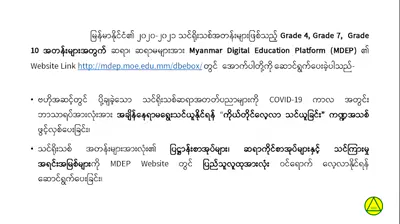 မြန်မာနိုင်ငံ၏ ၂၀၂၀-၂၀၂၁ သင်ရိုးသစ်အတန်းများဖြစ်သည့် Grade 4, Grade 7, Grade
10 အတန်းများအတွက် ဆရာ၊ ဆရာမများအား Myanmar Digital Education Platform (MDEP) ၏
Website Link http://mdep.moe.edu.mm/dbebox/ တွင် အောက်ပါတို့ကို ဆောင်ရွက်ပေးခဲ့ပါသည်-
• ဗဟိုအဆင့်တွင် ပို့ချခဲ့သော သင်ရိုးသစ်ဆရာအတတ်ပညာများကို COVID-19 ကာလ အတွင်း
ဘာသာရပ်အားလုံးအား အချိန်နေရာမရွေးသင်ယူနိုင်ရန် “ကိုယ်တိုင်လေ့လာ သင်ယူခြင်း” ကဏ္ဍအသစ်
ဖွင့်လှစ်ပေးခြင်း၊
• သင်ရိုးသစ် အတန်းများအားလုံး၏ ပြဋ္ဌာန်းစာအုပ်များ၊ ဆရာကိုင်စာအုပ်များနှင့် သင်ကြားမှု
အရင်းအမြစ်များကို MDEP Website တွင် ပြည်သူလူထုအားလုံး ဝင်ရောက် လေ့လာနိုင်ရန်
ဆောင်ရွက်ပေးခြင်း၊